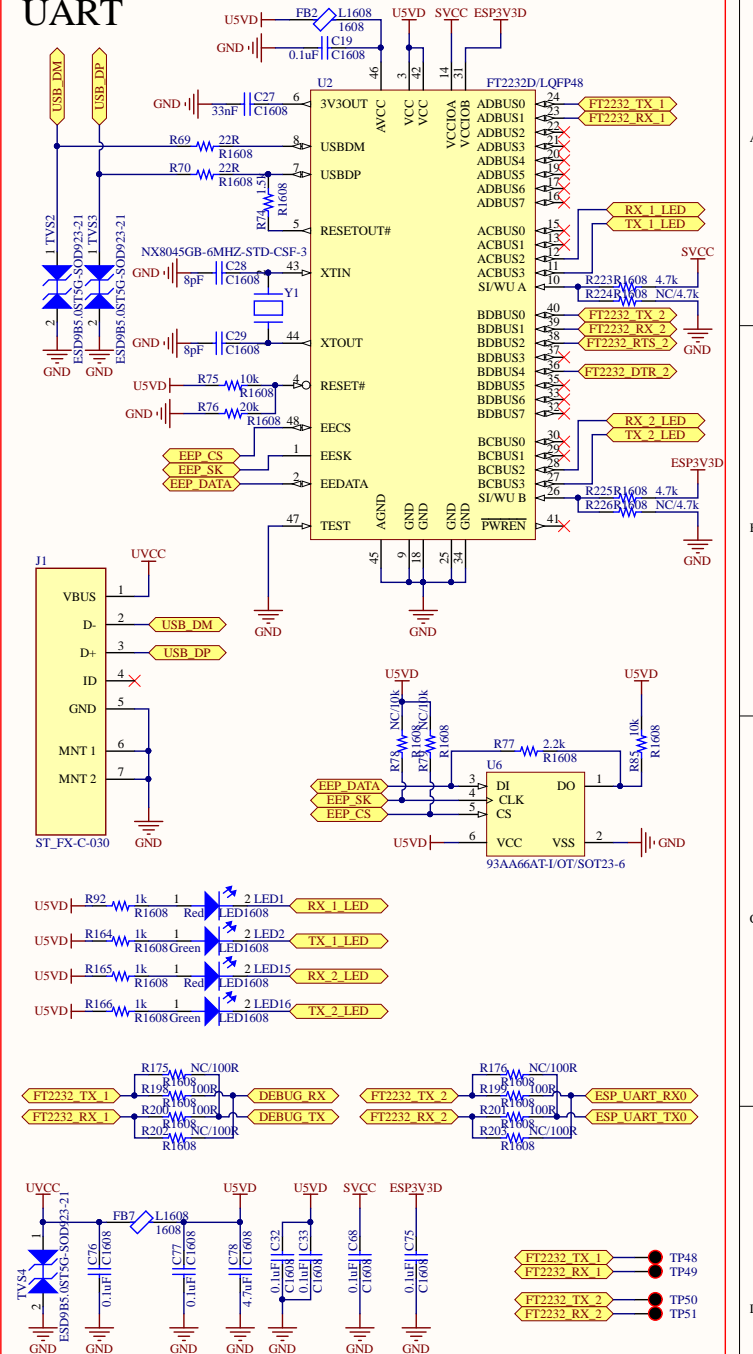 UART
U5VD
FB2
L1608
1608
U5VD
SVCC
ESP3V3D
GND
0.1uF
C19
C1608
46
3
42
14
31
U2
FT2232D/LQFP48
USB_DM
USB_DP
GND
33nF
C27
C1608
6
3V3OUT
AVCC
VCC
VCC
VCCIOA
VCCIOB
ADBUS0
24
FT2232_TX_1
ADBUS1
23
FT2232_RX_1
ADBUS2
22
ADBUS3
21
ADBUS4
20
ADBUS5
19
ADBUS6
17
ADBUS7
16
R69
22R
R1608
8
USBDM
R70
22R
R1608
7
USBDP
R74
1.5k
R1608
5
RESETOUT#
ACBUS0
15
ACBUS1
13
ACBUS2
12
RX_1_LED
ACBUS3
11
TX_1_LED
SI/WU A
10
SVCC
R223
R1608
4.7k
R224
R1608
NC/4.7k
GND
1
TVS2
ESD9B5.0ST5G-SOD923-21
2
GND
1
TVS3
ESD9B5.0ST5G-SOD923-21
2
GND
NX8045GB-6MHZ-STD-CSF-3
GND
8pF
C28
C1608
43
XTIN
Y1
GND
8pF
C29
C1608
44
XTOUT
BDBUS0
40
FT2232_TX_2
BDBUS1
39
FT2232_RX_2
BDBUS2
38
FT2232_RTS_2
BDBUS3
37
BDBUS4
36
FT2232_DTR_2
BDBUS5
35
BDBUS6
33
BDBUS7
32
U5VD
R75
10k
R1608
4
RESET#
GND
R76
20k
R1608
48
EECS
EEP_CS
1
EESK
EEP_SK
2
EEDATA
EEP_DATA
BCBUS0
30
BCBUS1
29
BCBUS2
28
RX_2_LED
BCBUS3
27
TX_2_LED
SI/WU B
26
ESP3V3D
R225
R1608
4.7k
R226
R1608
NC/4.7k
GND
47
TEST
AGND
GND
GND
GND
GND
PWREN
41
45
9
18
25
34
GND
GND
J1
UVCC
VBUS
1
D-
2
USB_DM
D+
3
USB_DP
ID
4
GND
5
MNT 1
6
MNT 2
7
ST_FX-C-030
GND
U5VD
U5VD
R78
NC/10k
R1608
NC/10k
R1608
R77
2.2k
R1608
R85
10k
R1608
U6
EEP_DATA
3
DI
DO
1
EEP_SK
4
CLK
EEP_CS
5
CS
U5VD
6
VCC
VSS
2
GND
93AA66AT-I/OT/SOT23-6
U5VD
R92
1k
R1608
1
Red
2
LED1
LED1608
RX_1_LED
U5VD
R164
1k
R1608
1
Green
2
LED2
LED1608
TX_1_LED
U5VD
R165
1k
R1608
1
Red
2
LED15
LED1608
RX_2_LED
U5VD
R166
1k
R1608
1
Green
2
LED16
LED1608
TX_2_LED
R175
NC/100R
R1608
FT2232_TX_1
R198
100R
R1608
DEBUG_RX
FT2232_RX_1
R200
100R
R1608
DEBUG_TX
R202
NC/100R
R1608
R176
NC/100R
R1608
FT2232_TX_2
R199
100R
R1608
ESP_UART_RX0
FT2232_RX_2
R201
100R
R1608
ESP_UART_TX0
R203
NC/100R
R1608
UVCC
FB7
L1608
1608
U5VD
U5VD
SVCC
ESP3V3D
1
TVS4
ESD9B5.0ST5G-SOD923-21
2
0.1uF
C76
C1608
0.1uF
C77
C1608
4.7uF
C78
C1608
0.1uF
C32
C1608
0.1uF
C33
C1608
0.1uF
C68
C1608
0.1uF
C75
C1608
GND
GND
GND
GND
GND
GND
GND
FT2232_TX_1
TP48
FT2232_RX_1
TP49
FT2232_TX_2
TP50
FT2232_RX_2
TP51